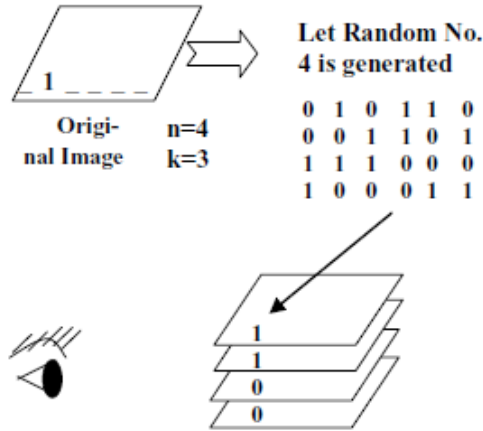 1 _ _ _ _ _ _
Origi-
nal Image
n=4
k=3
Let Random No.
4 is generated
0 1 0 1 1 0
0 0 1 1 0 1
1 1 1 0 0 0
1 0 0 0 1 1
1
1
0
0